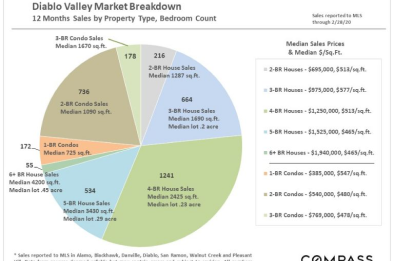 Diablo Valley Market Breakdown
12 Months Sales by Property Type, Bedroom Count
Sales reported to MLS
through 2/28/20
3-BR Condo Sales
Median 1670 sq.ft.
178
216
2-BR House Sales
Median 1287 sq.ft.
664
3-BR House Sales
Median 1690 sq.ft.
Median lot .2 acre
736
2-BR Condo Sales
Median 1090 sq.ft.
172
1-BR Condos
Median 725 sq.ft.
55
6+ BR House Sales
Median 4200 sq.ft.
Median lot .45 acre
534
5-BR House Sales
Median 3430 sq.ft.
Median lot .29 acre
1241
4-BR House Sales
Median 2425 sq.ft.
Median lot .23 acre
Median Sales Prices
& Median $/Sq.Ft.
2-BR Houses - $695,000, $513/sq.ft.
3-BR Houses - $975,000, $577/sq.ft.
4-BR Houses - $1,250,000, $513/sq.ft.
5-BR Houses - $1,525,000, $465/sq.ft.
6+ BR Houses - $1,940,000, $465/sq.ft.
1-BR Condos - $385,000, $547/sq.ft.
2-BR Condos - $540,000, $480/sq.ft.
3-BR Condos - $769,000, $478/sq.ft.
* Sales reported to MLS in Alamo, Blackhawk, Danville, Diablo, San Ramon, Walnut Creek and Pleasant
COMPASS